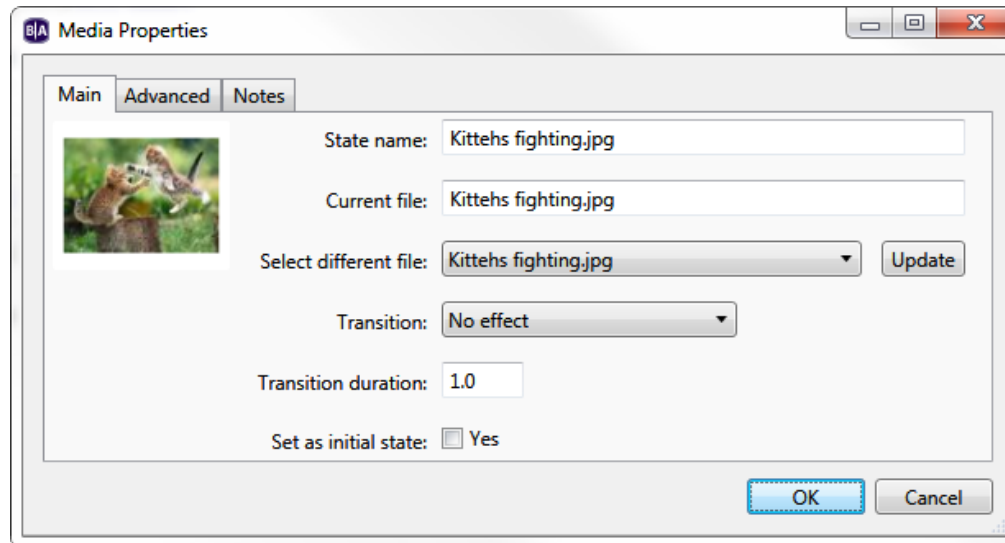 B|A Media Properties
Main Advanced Notes
State name: Kittehs fighting.jpg
Current file: Kittehs fighting.jpg
Select different file: Kittehs fighting.jpg Update
Transition: No effect
Transition duration: 1.0
Set as initial state: Yes
OK Cancel